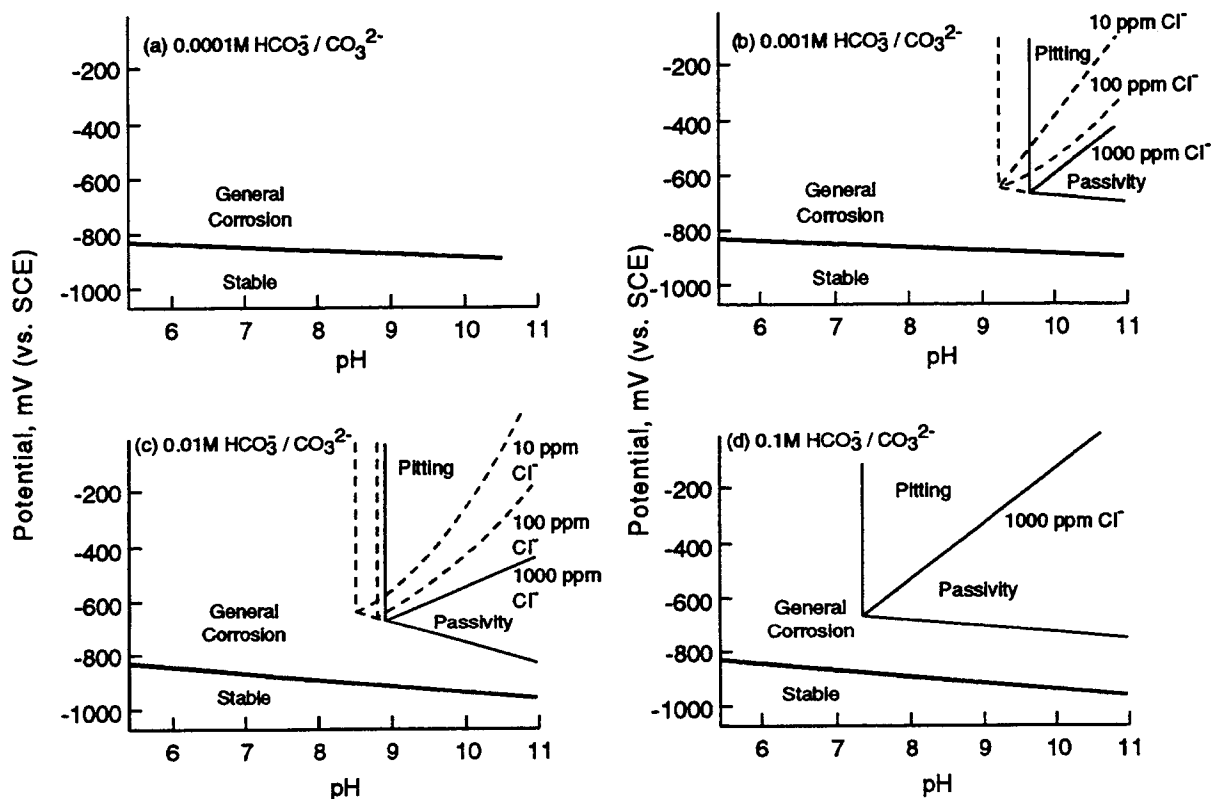 (a) 0.0001M HCO₃⁻ / CO₃²⁻
-200
-400
-600
-800
-1000
General
Corrosion
Stable
6 7 8 9 10 11
pH
(b) 0.001M HCO₃⁻ / CO₃²⁻
10 ppm Cl⁻
Pitting
100 ppm Cl⁻
1000 ppm Cl⁻
Passivity
-200
-400
-600
-800
-1000
General
Corrosion
Stable
6 7 8 9 10 11
pH
Potential, mV (vs. SCE)
Potential, mV (vs. SCE)
(c) 0.01M HCO₃⁻ / CO₃²⁻
Pitting
10 ppm
Cl⁻
100 ppm
Cl⁻
1000 ppm
Cl⁻
Passivity
-200
-400
-600
-800
-1000
General
Corrosion
Stable
6 7 8 9 10 11
pH
(d) 0.1M HCO₃⁻ / CO₃²⁻
Pitting
1000 ppm Cl⁻
Passivity
-200
-400
-600
-800
-1000
General
Corrosion
Stable
6 7 8 9 10 11
pH